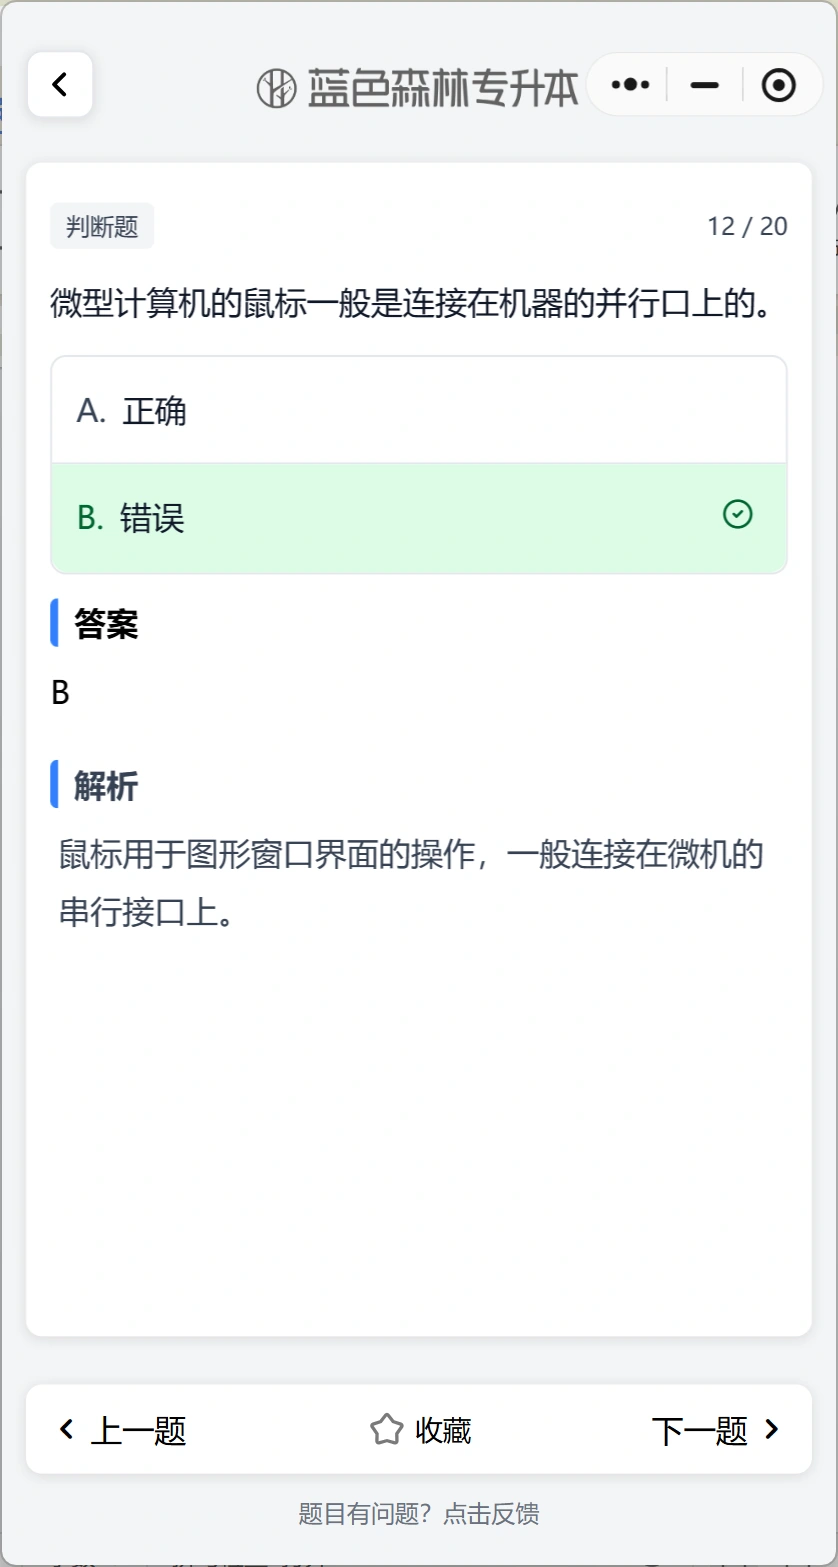 蓝色森林专升本
判断题
12 / 20
微型计算机的鼠标一般是连接在机器的并行口上的。
A. 正确
B. 错误
答案
B
解析
鼠标用于图形窗口界面的操作，一般连接在微机的
串行接口上。
上一题
收藏
下一题
题目有问题？点击反馈